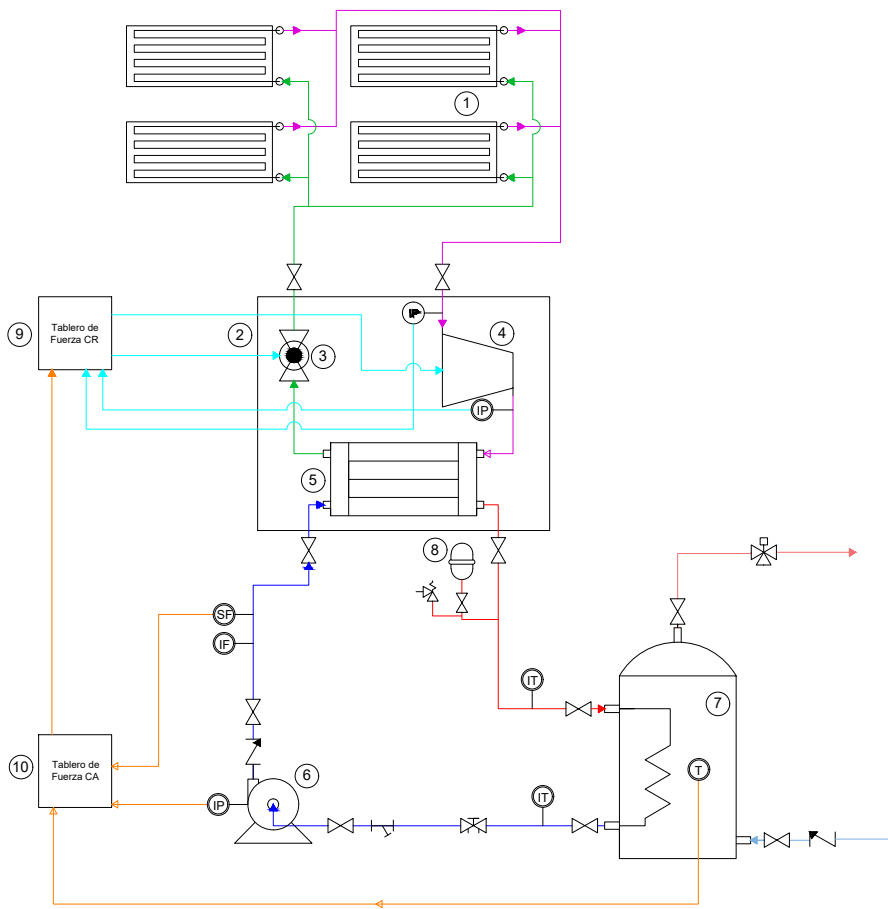 1
9
Tablero de
Fuerza CR
2
3
4
IP
5
8
SF
IF
IT
7
10
Tablero de
Fuerza CA
6
IP
IT
T